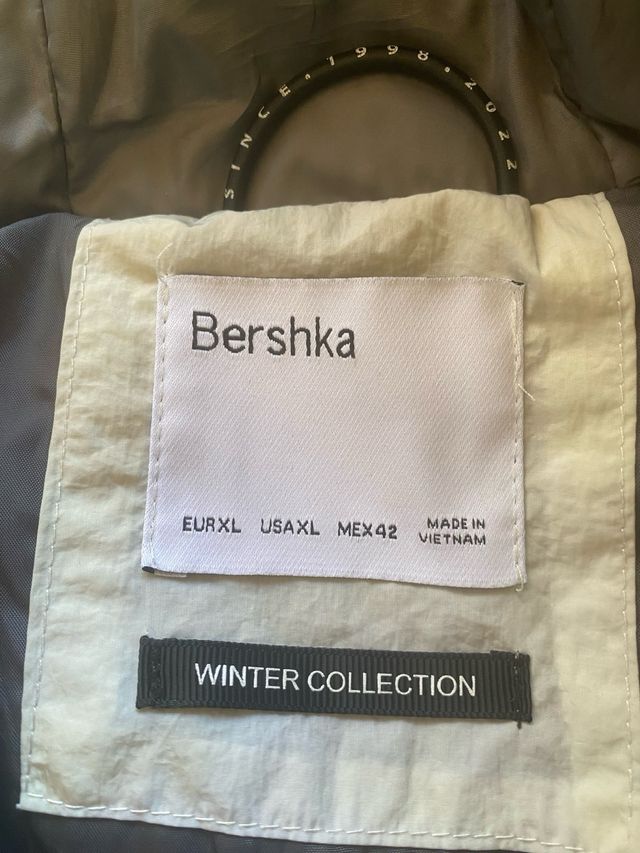 SINCE.1998.2022
Bershka
EURXL USAXL MEX42 MADE IN VIETNAM
WINTER COLLECTION